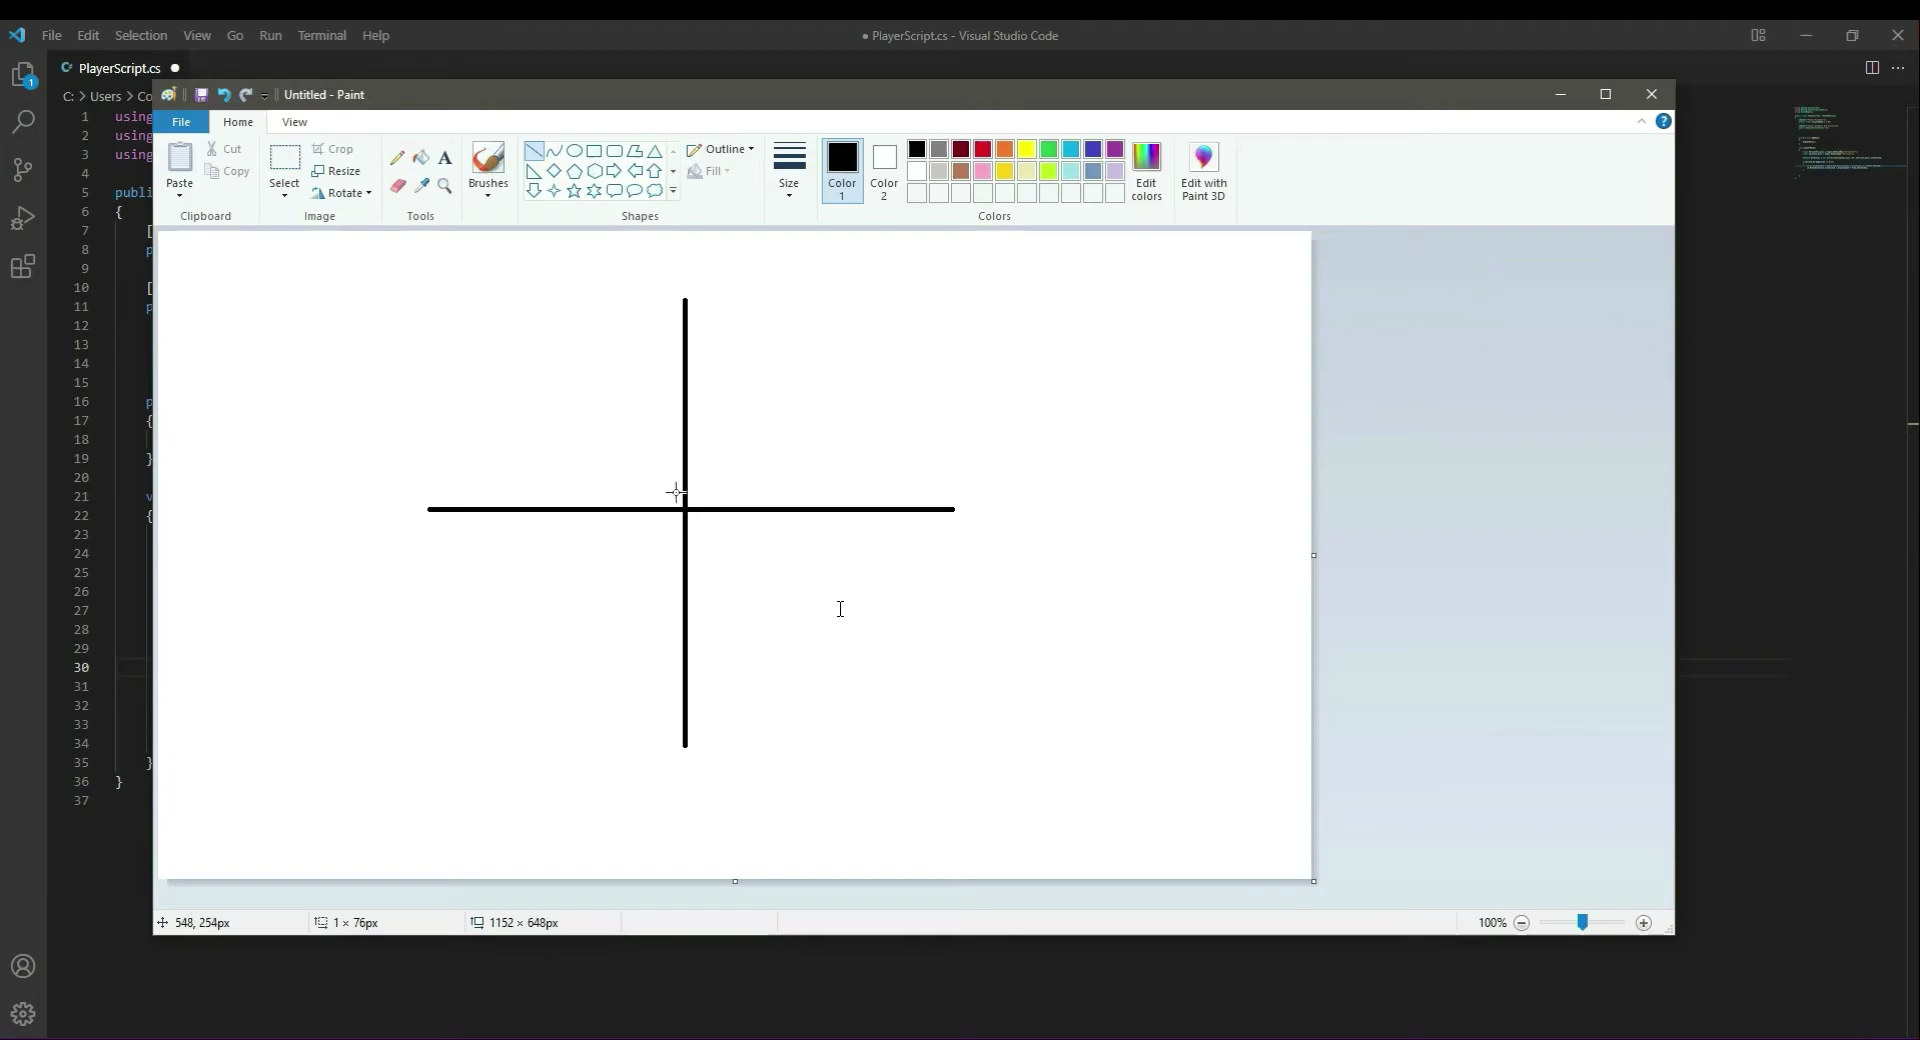 File Edit Selection View Go Run Terminal Help
● PlayerScript.cs - Visual Studio Code
1
PlayerScript.cs ●
C: > Users > Co
Untitled - Paint
File Home View
Paste
Cut
Copy
Clipboard
Select
Crop
Resize
Rotate
Image
A
Tools
Brushes
Shapes
Outline
Fill
Size
Color 1
Color 2
Colors
Edit colors
Edit with Paint 3D
1 using
2 using
3 using
4
5 publi
6 {
7 [
8 p
9
10 [
11 p
12
13
14
15
16 p
17 {
18
19 }
20
21 v
22 {
23
24
25
26
27
28
29
30
31
32
33
34
35 }
36 }
37
548, 254px
1 × 76px
1152 × 648px
100%